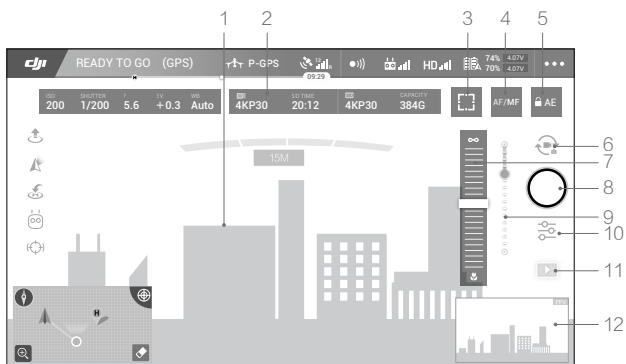 1
2
3
4
5
dji
READY TO GO (GPS)
P-GPS
HD
74% 4.07V
70% 4.07V
09:29
ISO
200
SHUTTER
1/200
F
5.6
EV
+0.3
WB
Auto
4KP30
SD TIME
20:12
4KP30
CAPACITY
384G
AF/MF
AE
15M
6
7
8
9
10
11
12
H